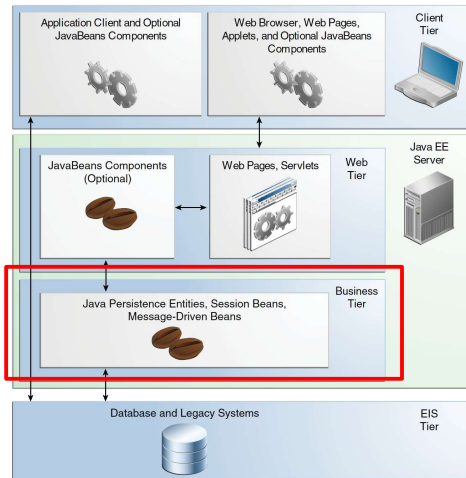 Application Client and Optional
JavaBeans Components
Web Browser, Web Pages,
Applets, and Optional JavaBeans
Components
Client
Tier
JavaBeans Components
(Optional)
Web Pages, Servlets
Web
Tier
Java EE
Server
Java Persistence Entities, Session Beans,
Message-Driven Beans
Business
Tier
Database and Legacy Systems
EIS
Tier